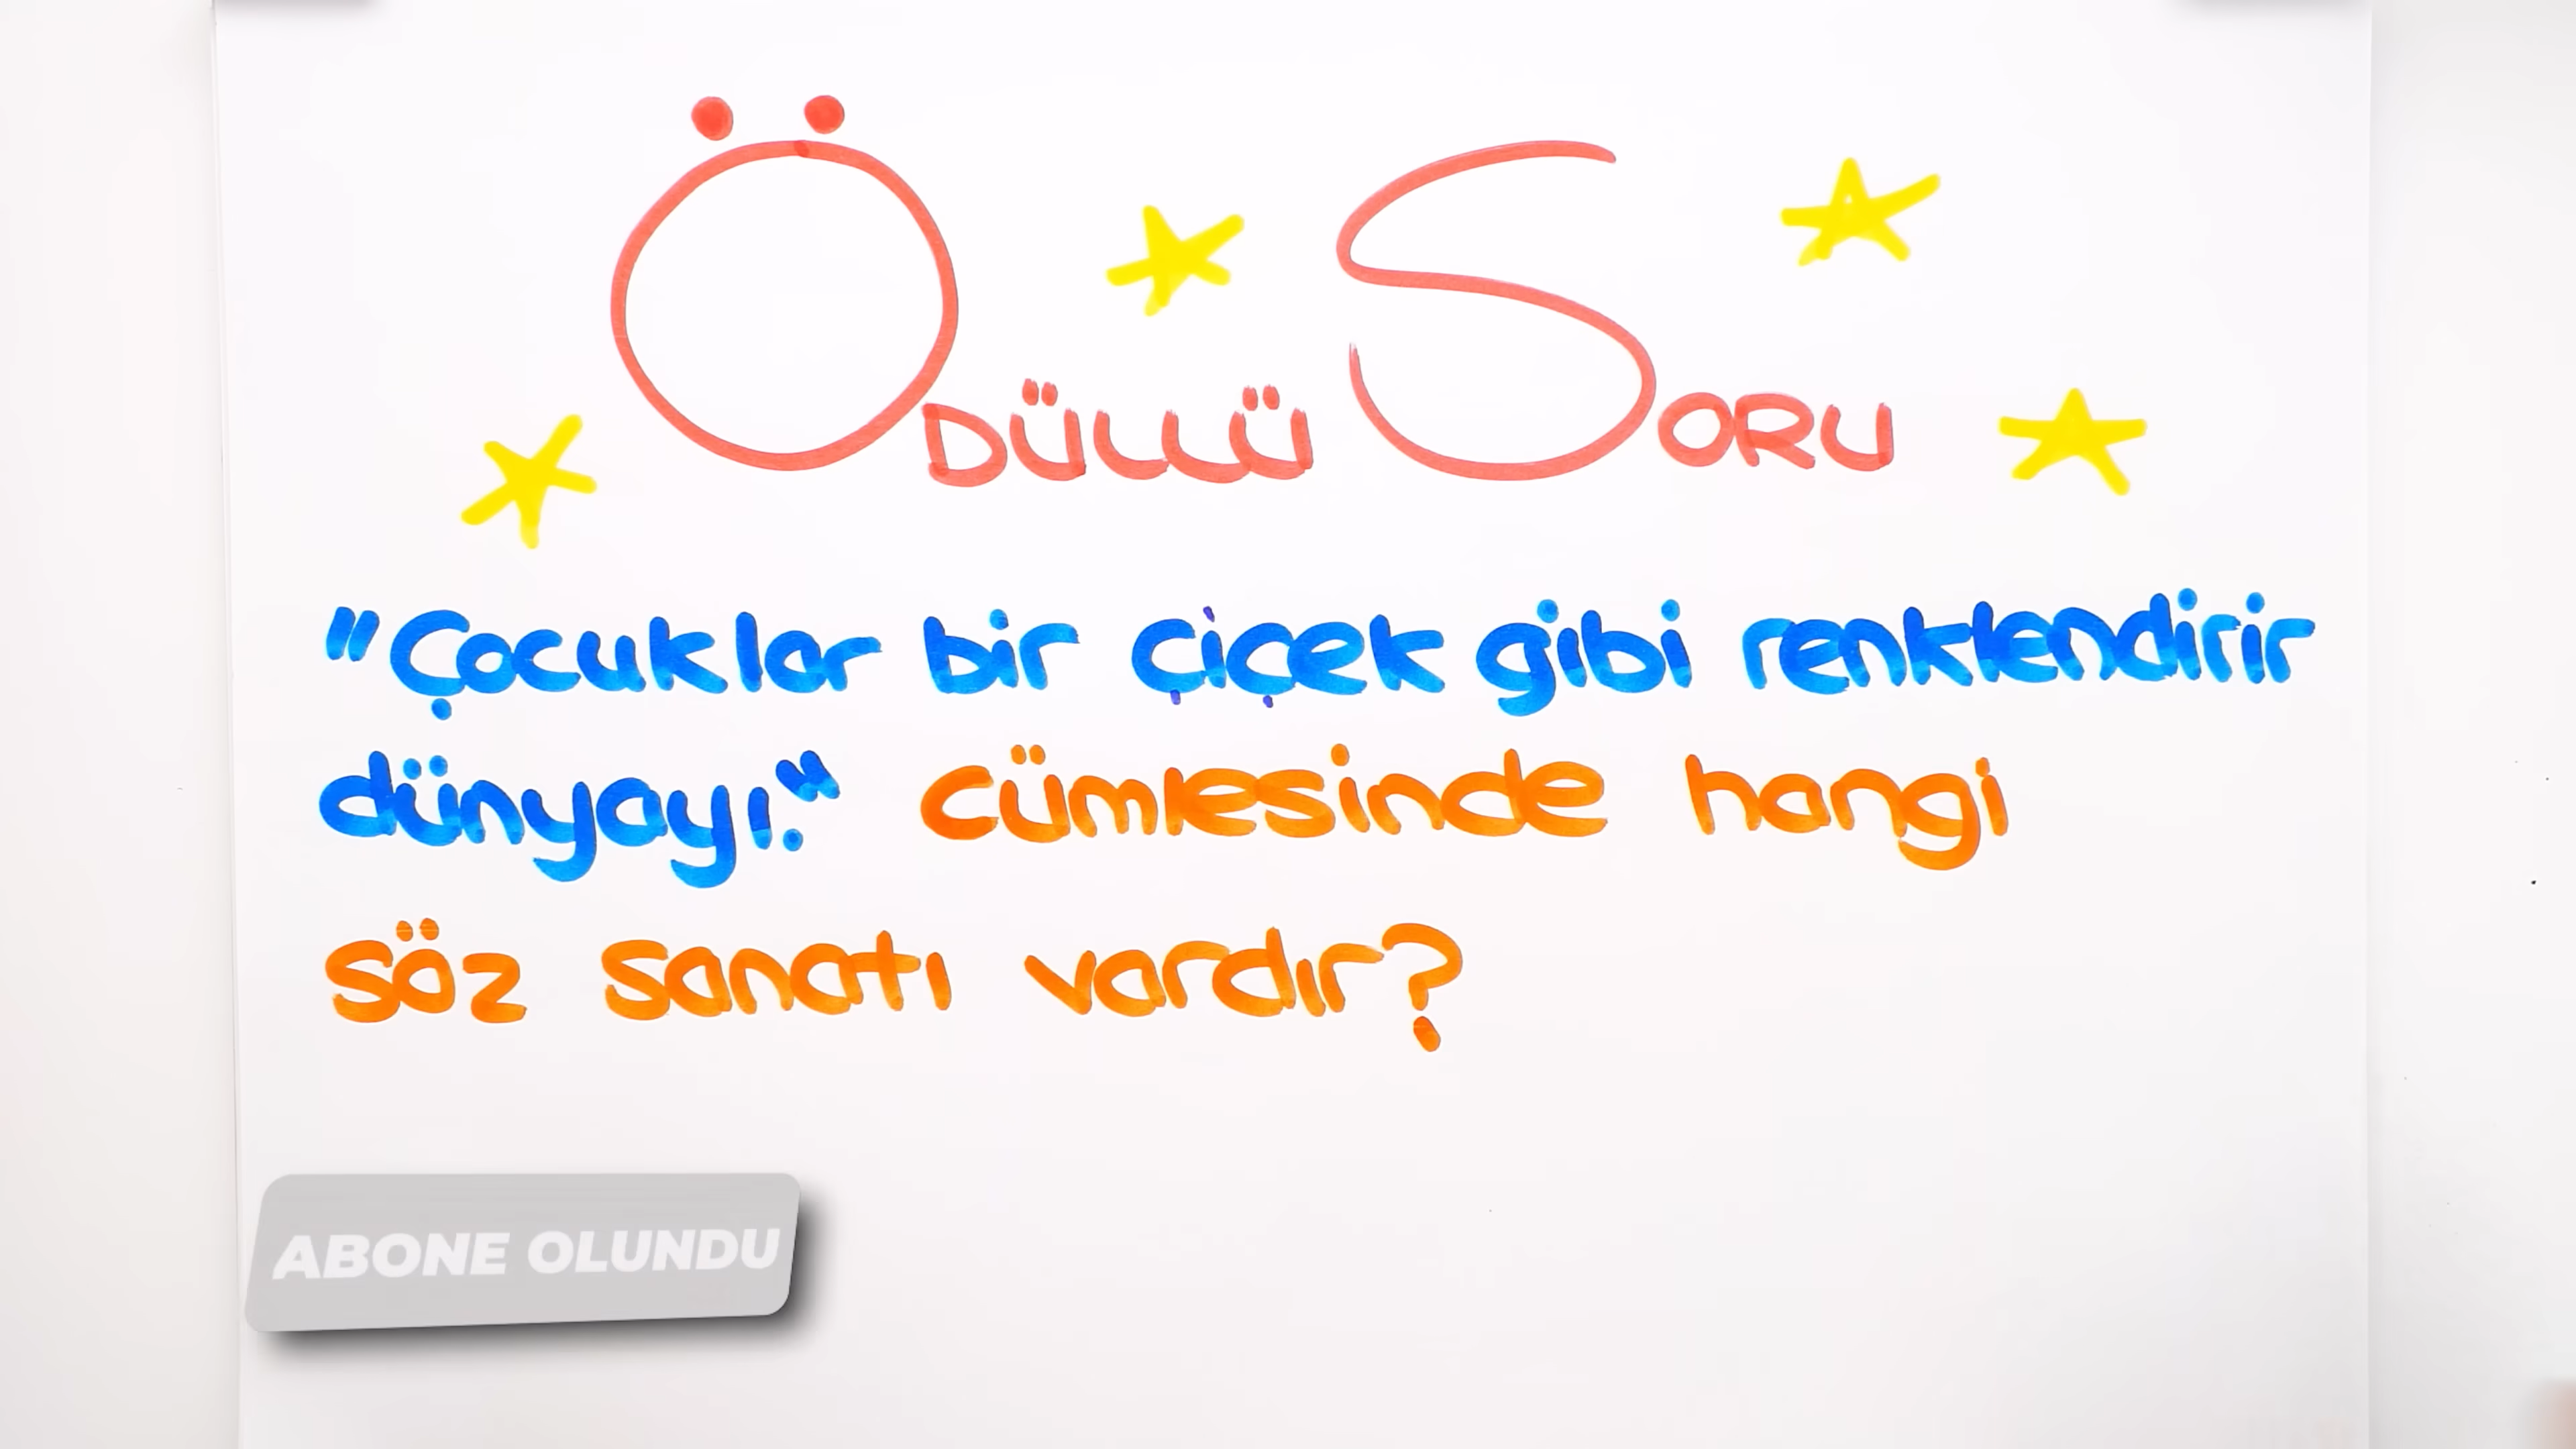 ÖDÜLLÜ SORU
"Çocuklar bir çiçek gibi renklendirir
dünyayı." cümlesinde hangi
söz sanatı vardır?
ABONE OLUNDU